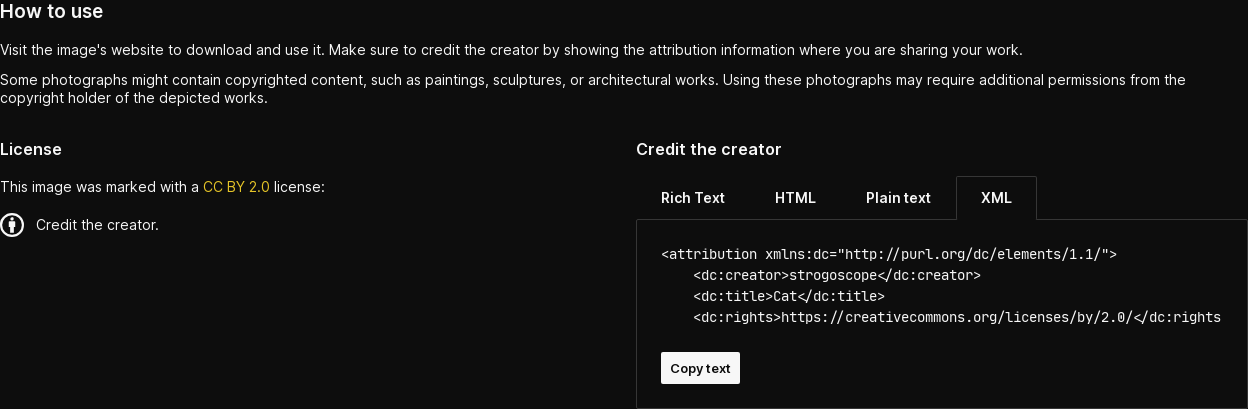 How to use
Visit the image's website to download and use it. Make sure to credit the creator by showing the attribution information where you are sharing your work.
Some photographs might contain copyrighted content, such as paintings, sculptures, or architectural works. Using these photographs may require additional permissions from the
copyright holder of the depicted works.
License
This image was marked with a CC BY 2.0 license:
Credit the creator.
Credit the creator
Rich Text HTML Plain text XML
<attribution xmlns:dc="http://purl.org/dc/elements/1.1/">
    <dc:creator>strogoscope</dc:creator>
    <dc:title>Cat</dc:title>
    <dc:rights>https://creativecommons.org/licenses/by/2.0/</dc:rights
Copy text